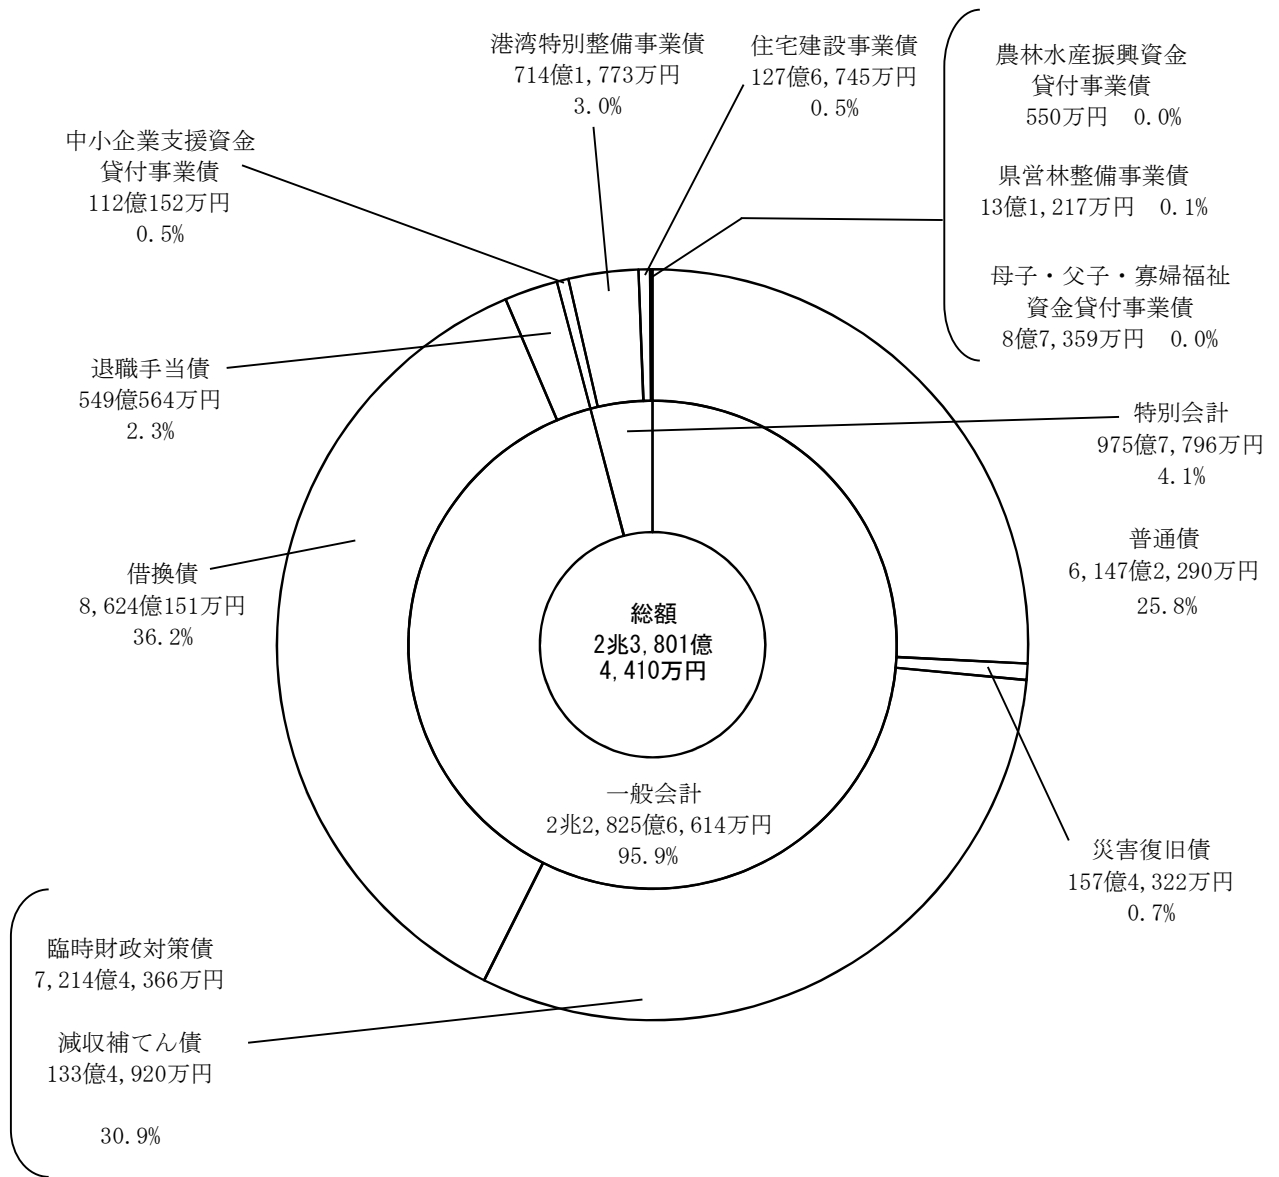 港湾特別整備事業債
714億1,773万円
3.0%
住宅建設事業債
127億6,745万円
0.5%
農林水産振興資金
貸付事業債
550万円 0.0%
県営林整備事業債
13億1,217万円 0.1%
母子・父子・寡婦福祉
資金貸付事業債
8億7,359万円 0.0%
中小企業支援資金
貸付事業債
112億152万円
0.5%
退職手当債
549億564万円
2.3%
特別会計
975億7,796万円
4.1%
普通債
6,147億2,290万円
25.8%
借換債
8,624億151万円
36.2%
総額
2兆3,801億
4,410万円
一般会計
2兆2,825億6,614万円
95.9%
災害復旧債
157億4,322万円
0.7%
臨時財政対策債
7,214億4,366万円
減収補てん債
133億4,920万円
30.9%